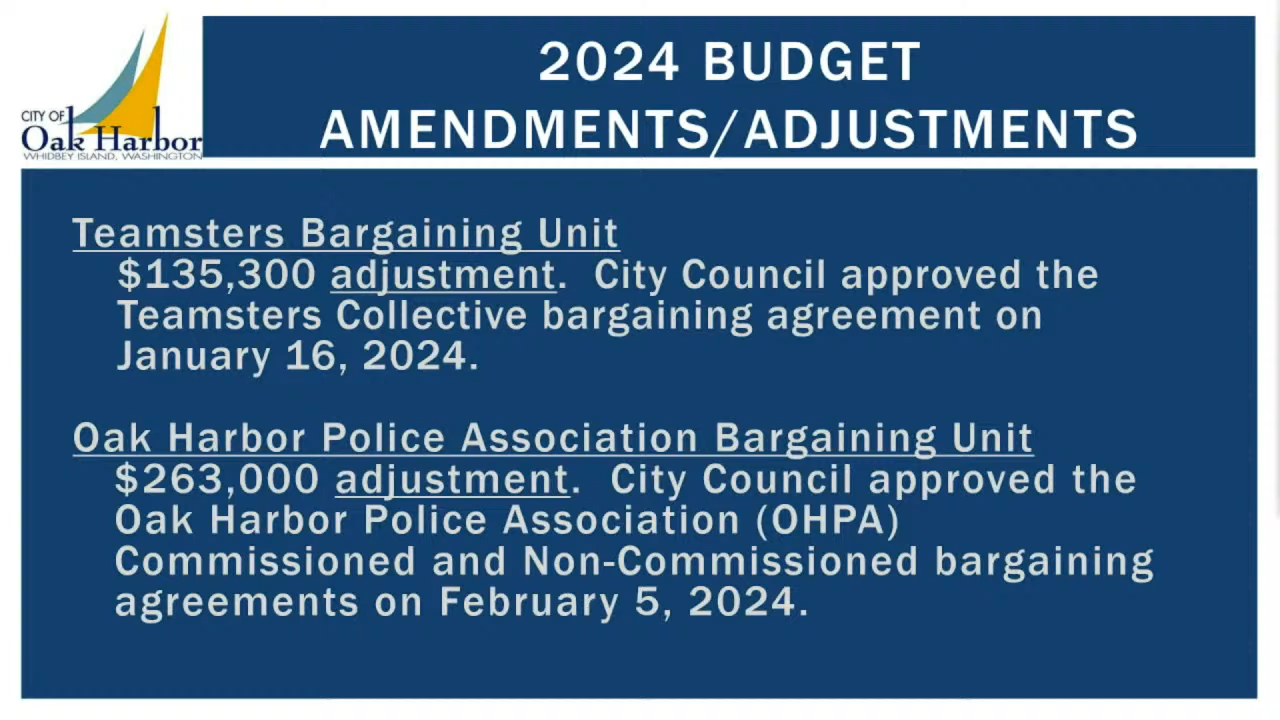 CITY OF
Oak Harbor
WHIDBEY ISLAND, WASHINGTON
2024 BUDGET
AMENDMENTS/ADJUSTMENTS
Teamsters Bargaining Unit
$135,300 adjustment. City Council approved the
Teamsters Collective bargaining agreement on
January 16, 2024.
Oak Harbor Police Association Bargaining Unit
$263,000 adjustment. City Council approved the
Oak Harbor Police Association (OHPA)
Commissioned and Non-Commissioned bargaining
agreements on February 5, 2024.